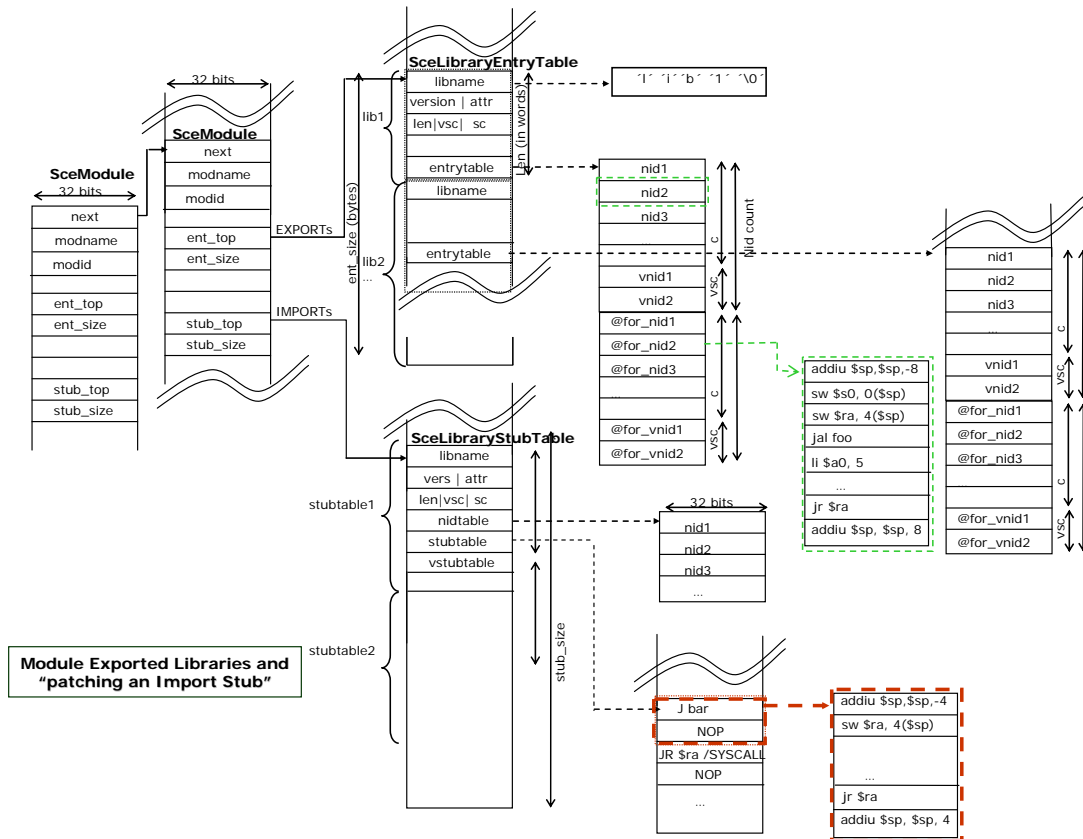 SceModule
32 bits
next
modname
modid
ent_top
ent_size
stub_top
stub_size
32 bits
SceModule
next
modname
modid
ent_top
ent_size
stub_top
stub_size
EXPORTs
IMPORTs
SceLibraryEntryTable
libname
version | attr
len|vsc| sc
entrytable
libname
entrytable
lib1
lib2
...
ent_size (bytes)
Len (in words)
´l´ ´i´´b´ ´1´ ´\0´
nid1
nid2
nid3
...
vnid1
vnid2
@for_nid1
@for_nid2
@for_nid3
...
@for_vnid1
@for_vnid2
c
vsc
c
vsc
Nid count
addiu $sp,$sp,-8
sw $s0, 0($sp)
sw $ra, 4($sp)
jal foo
li $a0, 5
...
jr $ra
addiu $sp, $sp, 8
nid1
nid2
nid3
...
vnid1
vnid2
@for_nid1
@for_nid2
@for_nid3
...
@for_vnid1
@for_vnid2
c
vsc
c
vsc
SceLibraryStubTable
libname
vers | attr
len|vsc| sc
nidtable
stubtable
vstubtable
stubtable1
stubtable2
stub_size
32 bits
nid1
nid2
nid3
...
J bar
NOP
JR $ra /SYSCALL
NOP
...
addiu $sp,$sp,-4
sw $ra, 4($sp)
...
jr $ra
addiu $sp, $sp, 4
Module Exported Libraries and
“patching an Import Stub”